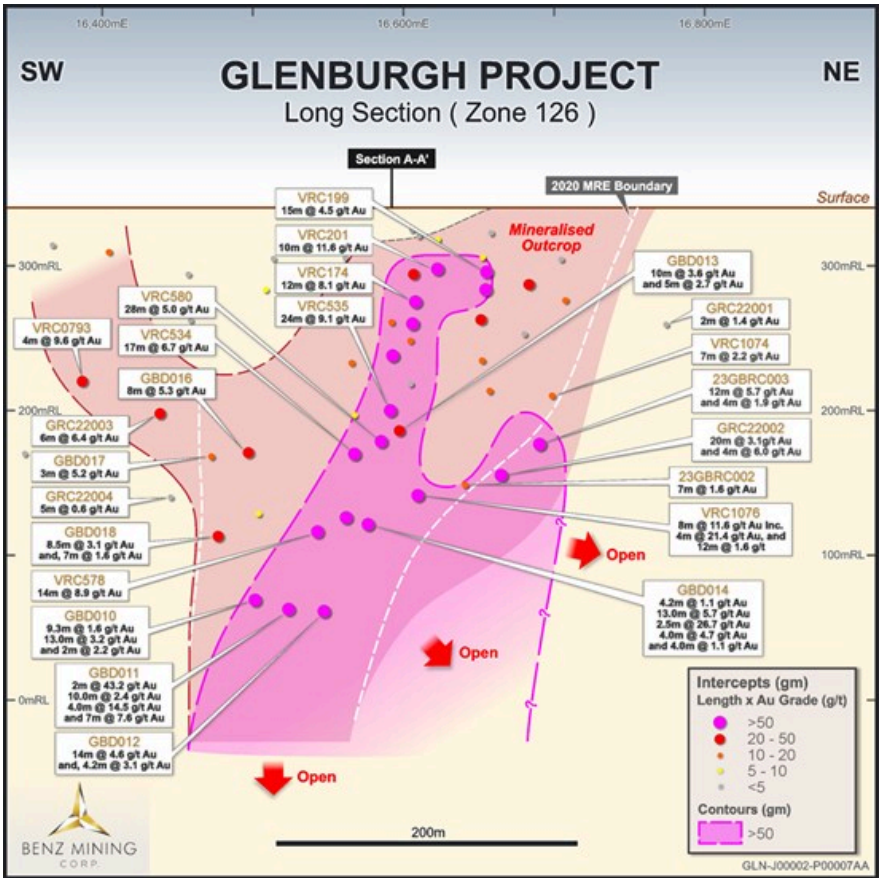 16,400mE
16,600mE
16,800mE
SW
GLENBURGH PROJECT
NE
Long Section ( Zone 126 )
Section A-A'
2020 MRE Boundary
Surface
VRC199
15m @ 4.5 g/t Au
VRC201
10m @ 11.6 g/t Au
VRC174
12m @ 8.1 g/t Au
VRC535
24m @ 9.1 g/t Au
Mineralised
Outcrop
GBD013
10m @ 3.6 g/t Au
and 5m @ 2.7 g/t Au
300mRL
300mRL
VRC580
28m @ 5.0 g/t Au
VRC534
17m @ 6.7 g/t Au
VRC0793
4m @ 9.6 g/t Au
GBD016
8m @ 5.3 g/t Au
GRC22001
2m @ 1.4 g/t Au
VRC1074
7m @ 2.2 g/t Au
23GBRC003
12m @ 5.7 g/t Au
and 4m @ 1.9 g/t Au
200mRL
200mRL
GRC22003
6m @ 6.4 g/t Au
GBD017
3m @ 5.2 g/t Au
GRC22004
5m @ 0.6 g/t Au
GBD018
8.5m @ 3.1 g/t Au
and, 7m @ 1.6 g/t Au
GRC22002
20m @ 3.1g/t Au
and 4m @ 6.0 g/t Au
23GBRC002
7m @ 1.6 g/t Au
VRC1076
8m @ 11.6 g/t Au Inc.
4m @ 21.4 g/t Au, and
12m @ 1.6 g/t
?
Open
100mRL
VRC578
14m @ 8.9 g/t Au
GBD010
9.3m @ 1.6 g/t Au
13.0m @ 3.2 g/t Au
and 2m @ 2.2 g/t Au
GBD014
4.2m @ 1.1 g/t Au
13.0m @ 5.7 g/t Au
2.5m @ 26.7 g/t Au
4.0m @ 4.7 g/t Au
and 4.0m @ 1.1 g/t Au
?
Open
GBD011
2m @ 43.2 g/t Au
10.0m @ 2.4 g/t Au
4.0m @ 14.5 g/t Au
and 7m @ 7.6 g/t Au
0mRL
0mRL
?
GBD012
14m @ 4.6 g/t Au
and, 4.2m @ 3.1 g/t Au
Open
Intercepts (gm)
Length x Au Grade (g/t)
>50
20 - 50
10 - 20
5 - 10
<5
Contours (gm)
>50
200m
BENZ MINING
CORP.
GLN-J00002-P00007AA